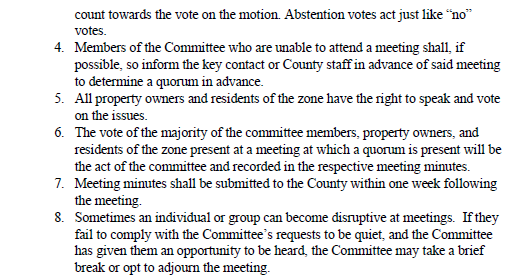 count towards the vote on the motion. Abstention votes act just like “no”
votes.
4. Members of the Committee who are unable to attend a meeting shall, if
possible, so inform the key contact or County staff in advance of said meeting
to determine a quorum in advance.
5. All property owners and residents of the zone have the right to speak and vote
on the issues.
6. The vote of the majority of the committee members, property owners, and
residents of the zone present at a meeting at which a quorum is present will be
the act of the committee and recorded in the respective meeting minutes.
7. Meeting minutes shall be submitted to the County within one week following
the meeting.
8. Sometimes an individual or group can become disruptive at meetings. If they
fail to comply with the Committee’s requests to be quiet, and the Committee
has given them an opportunity to be heard, the Committee may take a brief
break or opt to adjourn the meeting.